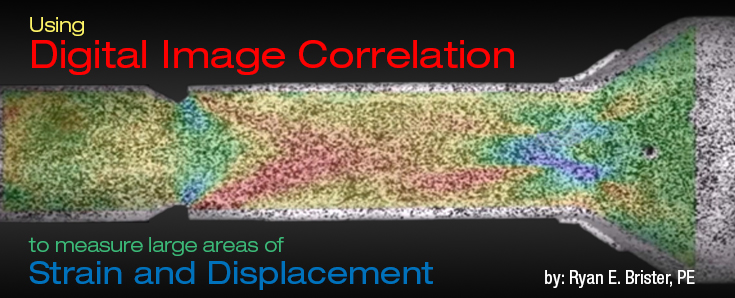 Using
Digital Image Correlation
to measure large areas of
Strain and Displacement
by: Ryan E. Brister, PE